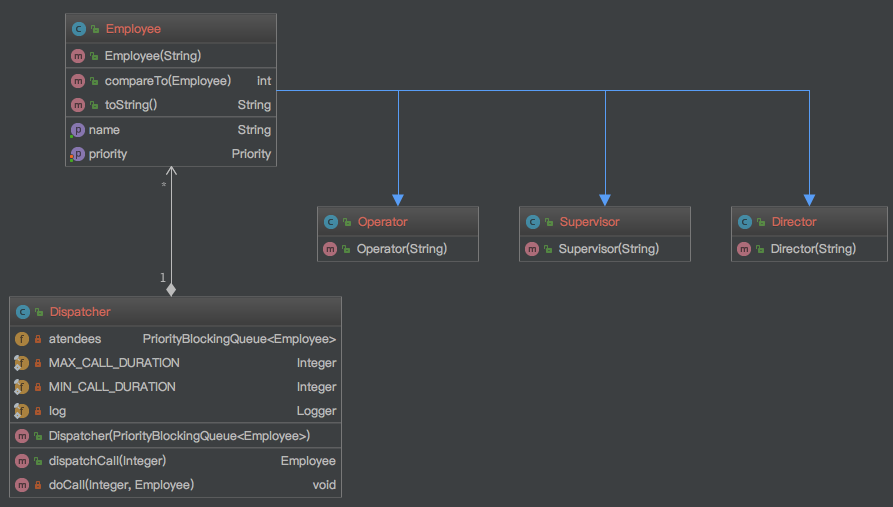 Employee
Employee(String)
compareTo(Employee) int
toString() String
name String
priority Priority
*
1
Operator
Operator(String)
Supervisor
Supervisor(String)
Director
Director(String)
Dispatcher
atendees PriorityBlockingQueue<Employee>
MAX_CALL_DURATION Integer
MIN_CALL_DURATION Integer
log Logger
Dispatcher(PriorityBlockingQueue<Employee>)
dispatchCall(Integer) Employee
doCall(Integer, Employee) void